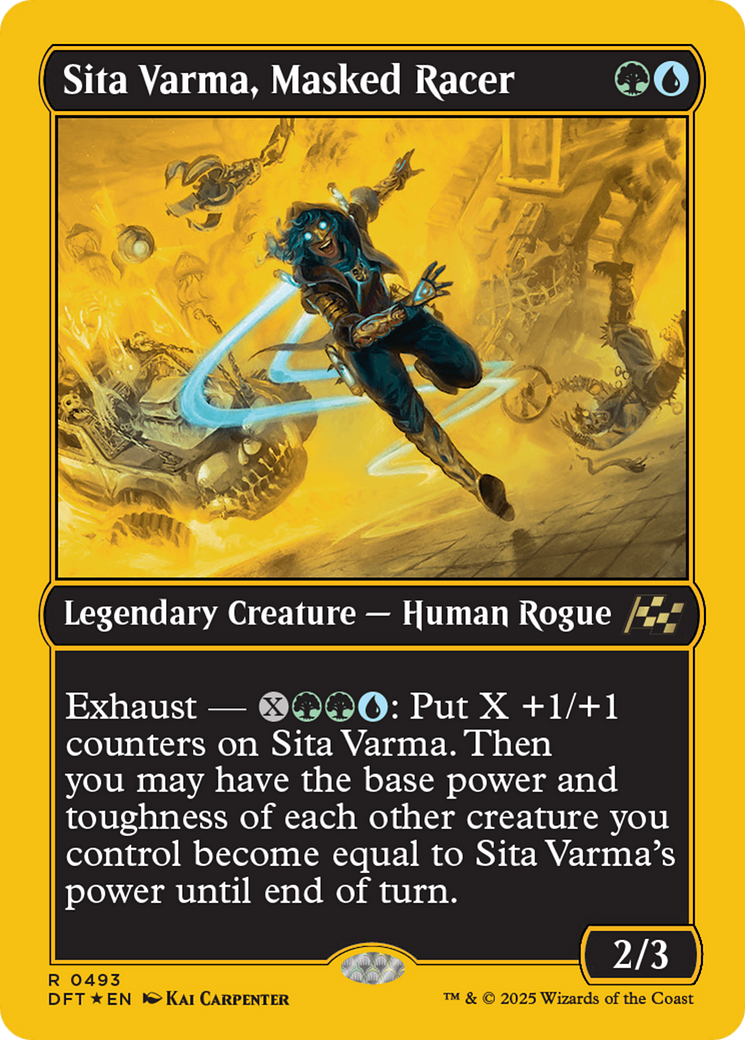 Sita Varma, Masked Racer
Legendary Creature — Human Rogue
Exhaust — X: Put X +1/+1
counters on Sita Varma. Then
you may have the base power and
toughness of each other creature you
control become equal to Sita Varma's
power until end of turn.
2/3
R 0493
DFT★EN Kai Carpenter
™ & © 2025 Wizards of the Coast